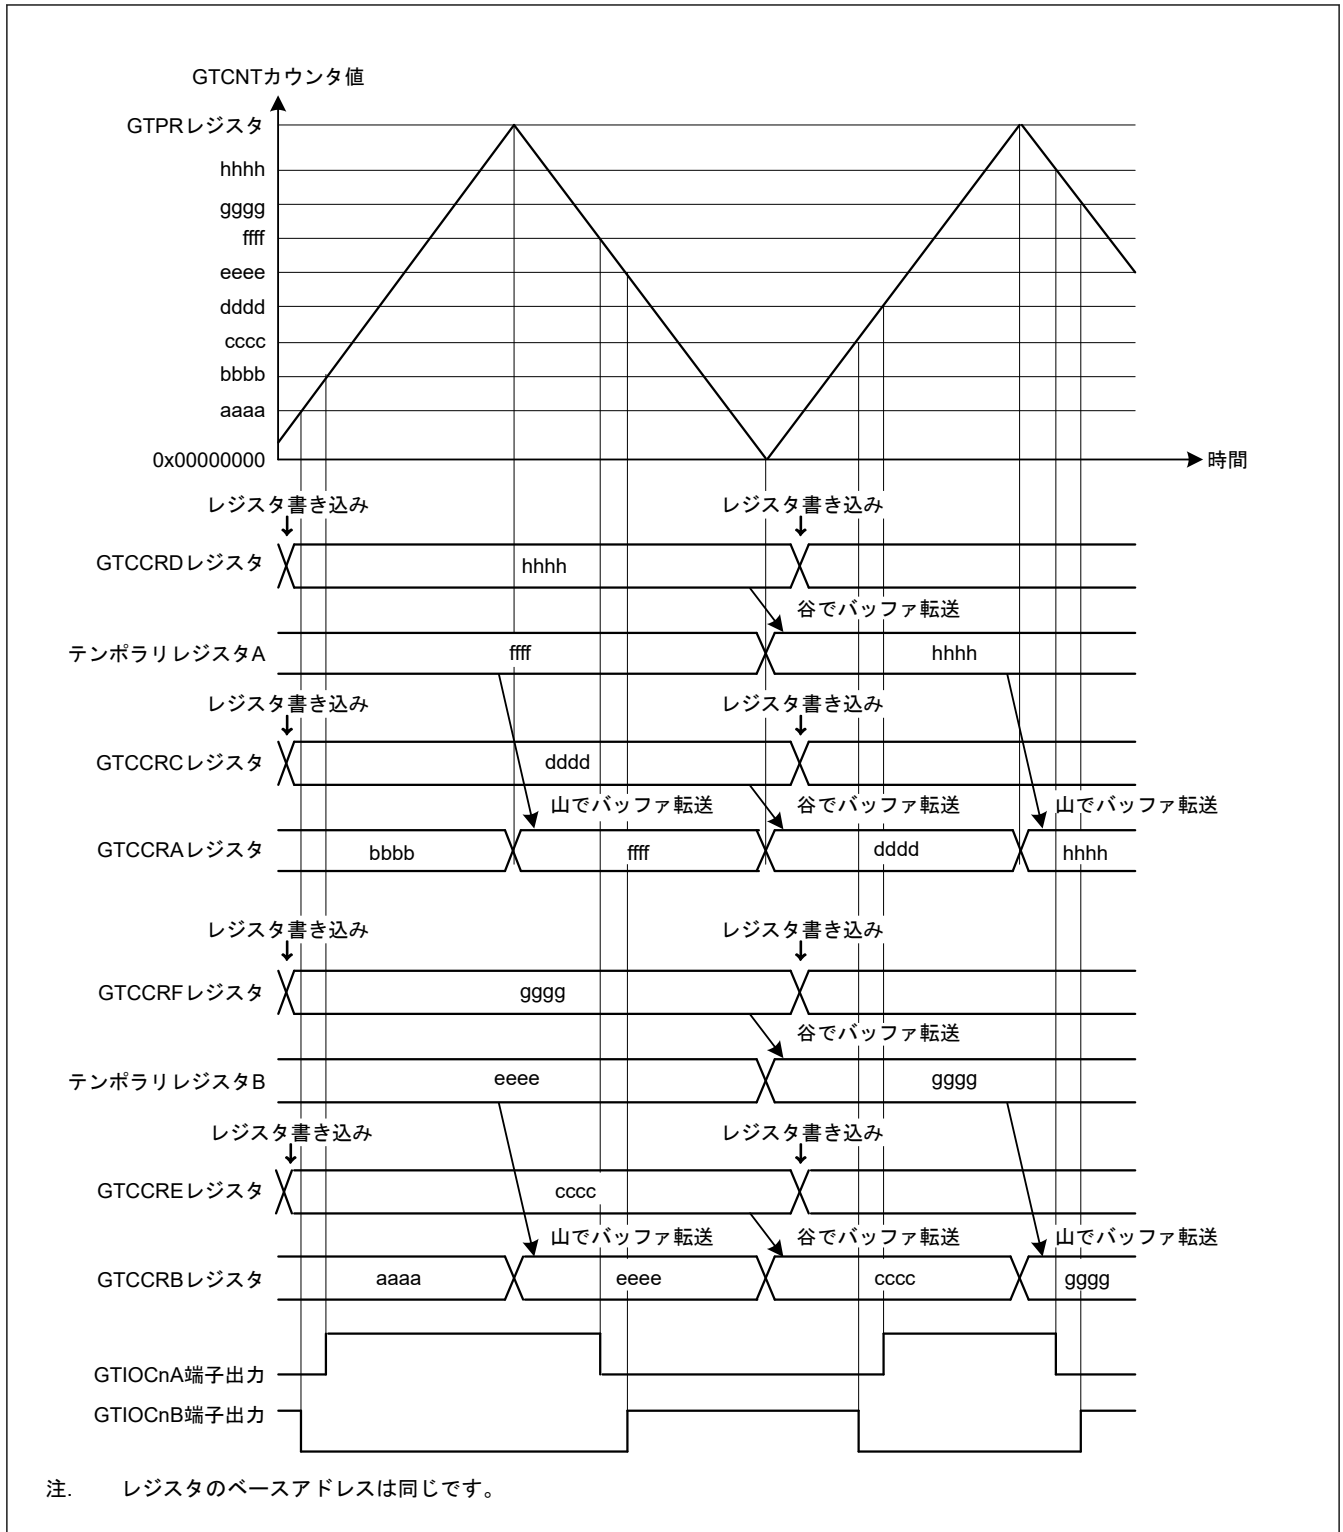 GTCNTカウンタ値
GTPRレジスタ
hhhh
gggg
ffff
eeee
dddd
cccc
bbbb
aaaa
0x00000000
時間
レジスタ書き込み レジスタ書き込み
GTCCRDレジスタ hhhh
谷でバッファ転送
テンポラリレジスタA ffff hhhh
レジスタ書き込み レジスタ書き込み
GTCCRCレジスタ dddd
山でバッファ転送 谷でバッファ転送 山でバッファ転送
GTCCRAレジスタ bbbb ffff dddd hhhh
レジスタ書き込み レジスタ書き込み
GTCCRFレジスタ gggg
谷でバッファ転送
テンポラリレジスタB eeee gggg
レジスタ書き込み レジスタ書き込み
GTCCREレジスタ cccc
山でバッファ転送 谷でバッファ転送 山でバッファ転送
GTCCRBレジスタ aaaa eeee cccc gggg
GTIOCnA端子出力
GTIOCnB端子出力
注. レジスタのベースアドレスは同じです。